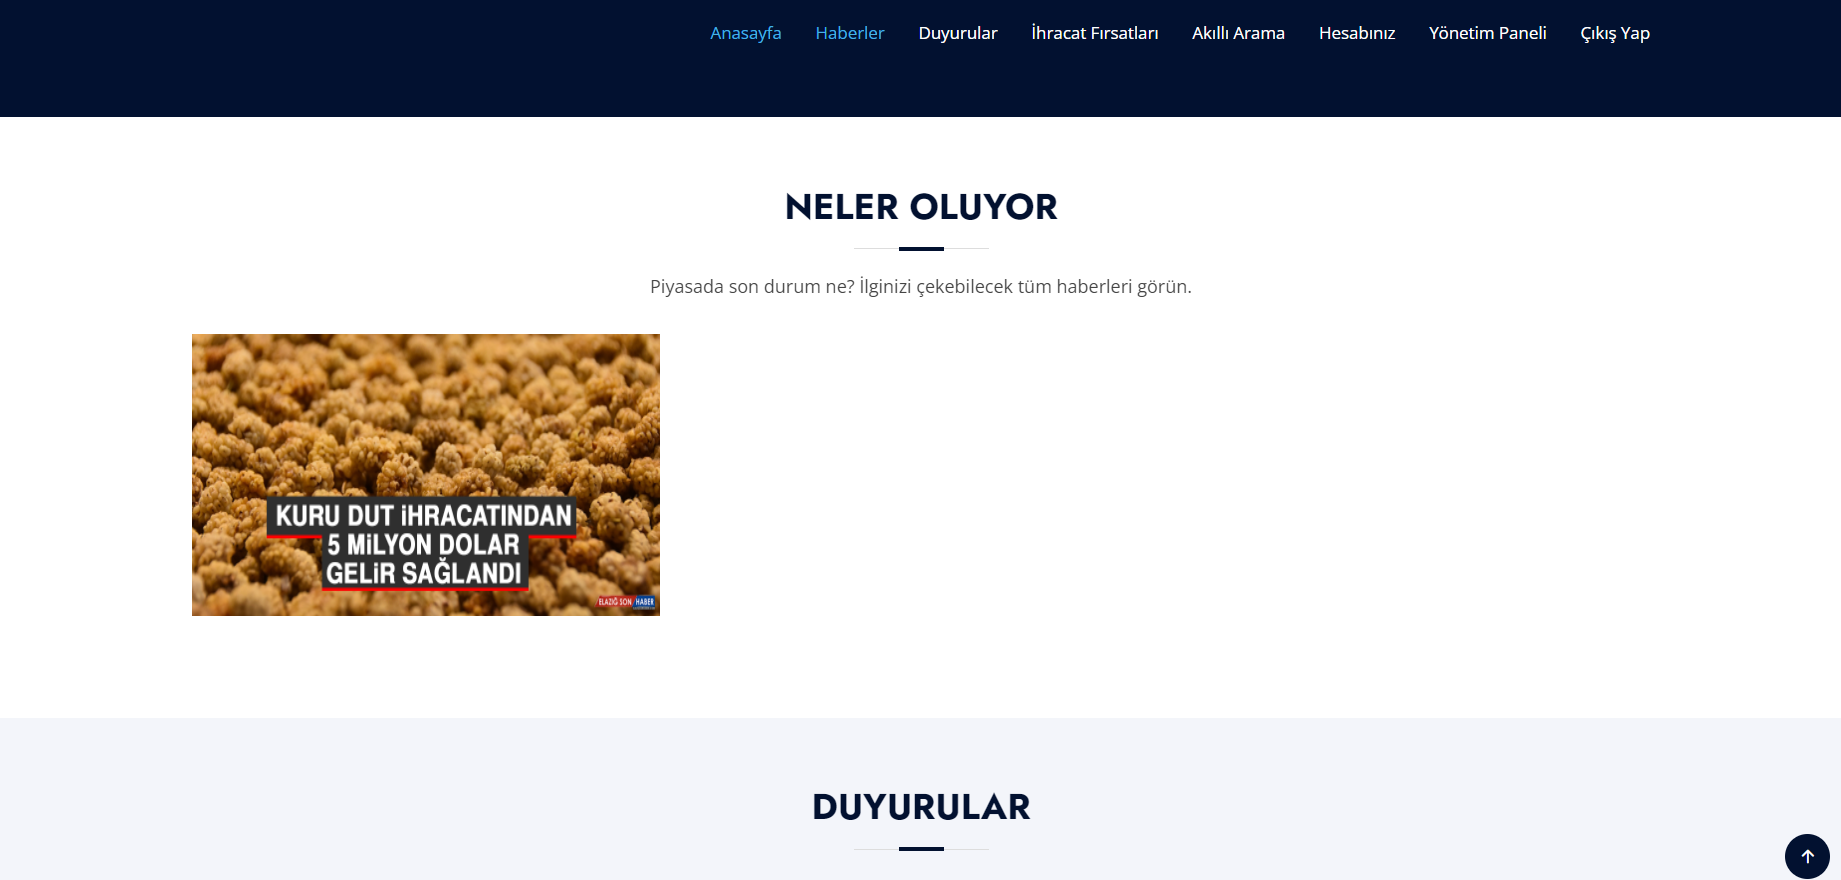 Anasayfa Haberler Duyurular İhracat Fırsatları Akıllı Arama Hesabınız Yönetim Paneli Çıkış Yap
NELER OLUYOR
Piyasada son durum ne? İlginizi çekebilecek tüm haberleri görün.
KURU DUT İHRACATINDAN
5 MİLYON DOLAR
GELİR SAĞLANDI
ELAZIĞ SON HABER
DUYURULAR